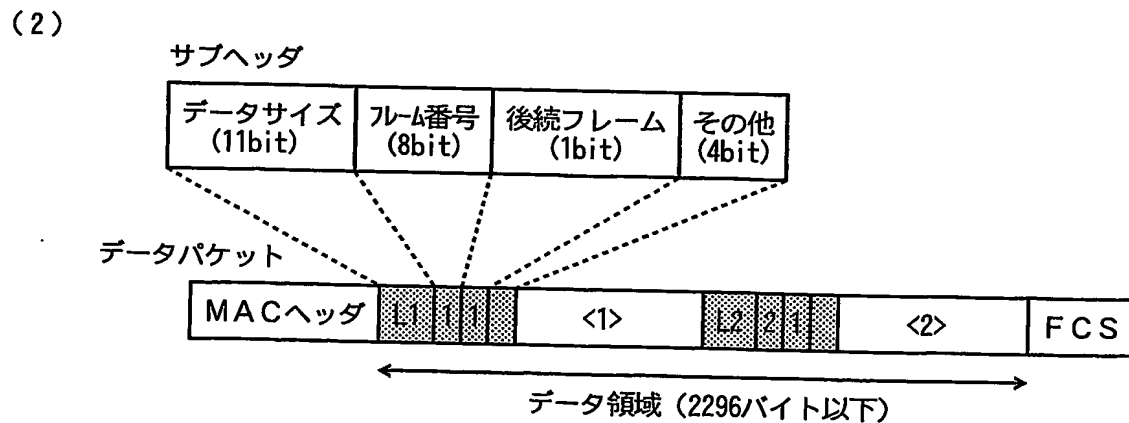 (2)
サブヘッダ
データサイズ フレーム番号 後続フレーム その他
(11bit) (8bit) (1bit) (4bit)
データパケット
MACヘッダ L1 1 1 <1> L2 2 1 <2> FCS
データ領域(2296バイト以下)